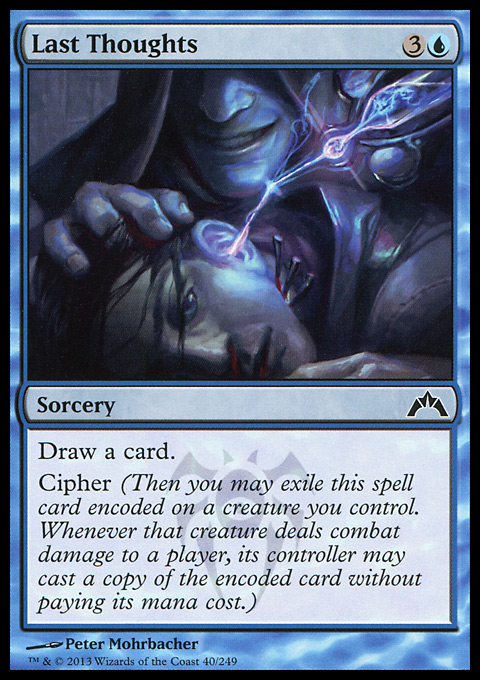 Last Thoughts 3
Sorcery
Draw a card.
Cipher (Then you may exile this spell
card encoded on a creature you control.
Whenever that creature deals combat
damage to a player, its controller may
cast a copy of the encoded card without
paying its mana cost.)
Peter Mohrbacher
™ & © 2013 Wizards of the Coast 40/249